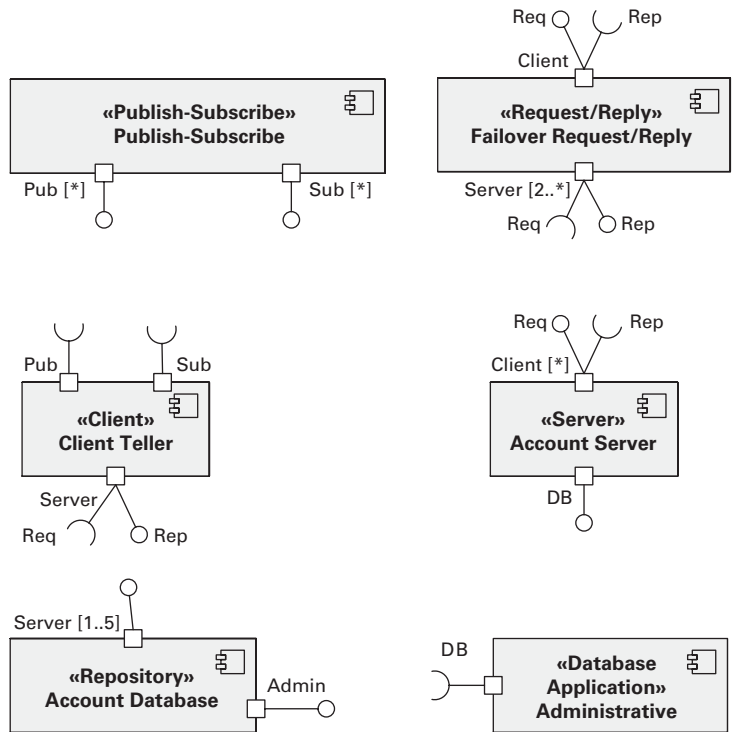 Req
Rep
Client
«Publish-Subscribe»
Publish-Subscribe
«Request/Reply»
Failover Request/Reply
Pub [*]
Sub [*]
Server [2..*]
Req
Rep
Req
Rep
Pub
Sub
Client [*]
«Client»
Client Teller
«Server»
Account Server
Server
DB
Req
Rep
Server [1..5]
DB
«Repository»
Account Database
Admin
«Database
Application»
Administrative